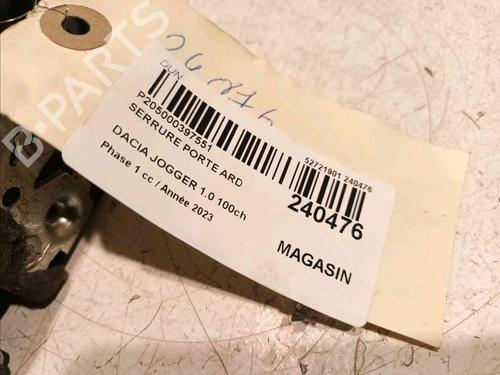 B-PARTS
DUN
P205000397551
SERRURE PORTE ARD
DACIA JOGGER 1.0 100ch
Phase 1 cc / Année 2023
52721901 240476
240476
MAGASIN